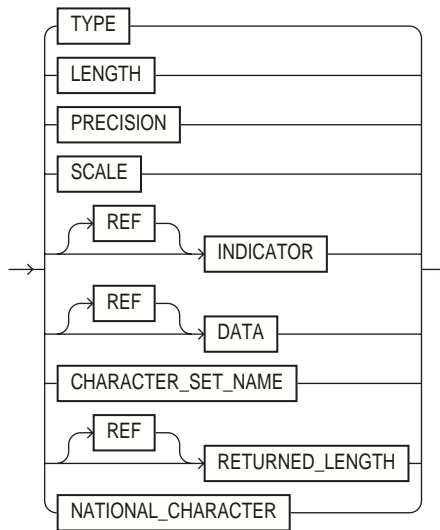 TYPE
LENGTH
PRECISION
SCALE
REF
INDICATOR
REF
DATA
CHARACTER_SET_NAME
REF
RETURNED_LENGTH
NATIONAL_CHARACTER